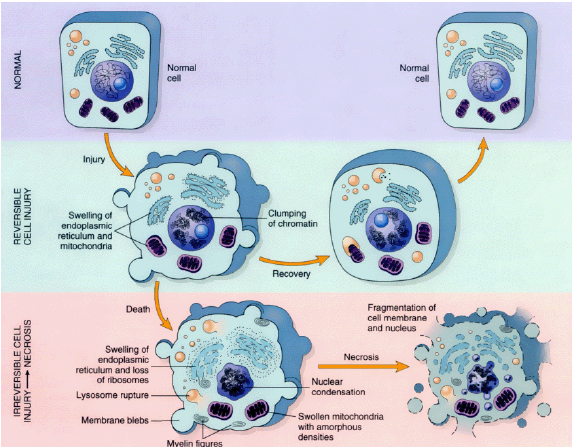 NORMAL
Normal
cell
Normal
cell
Injury
REVERSIBLE
CELL INJURY
Swelling of
endoplasmic
reticulum and
mitochondria
Clumping
of chromatin
Recovery
Death
IRREVERSIBLE CELL
INJURY → NECROSIS
Swelling of
endoplasmic
reticulum and loss
of ribosomes
Lysosome rupture
Membrane blebs
Myelin figures
Nuclear
condensation
Swollen mitochondria
with amorphous
densities
Necrosis
Fragmentation of
cell membrane
and nucleus